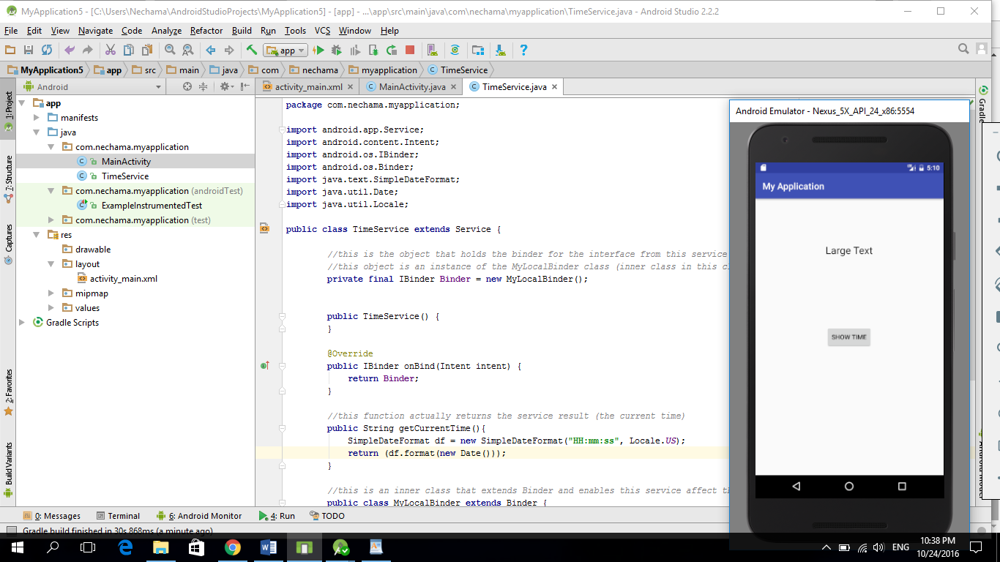 MyApplication5 - [C:\Users\Nechama\AndroidStudioProjects\MyApplication5] - [app] - ...\app\src\main\java\com\nechama\myapplication\TimeService.java - Android Studio 2.2.2
File Edit View Navigate Code Analyze Refactor Build Run Tools VCS Window Help
app
MyApplication5 app src main java com nechama myapplication TimeService
Android
activity_main.xml MainActivity.java TimeService.java
1: Project
7: Structure
Captures
2: Favorites
Build Variants
app
manifests
java
com.nechama.myapplication
MainActivity
TimeService
com.nechama.myapplication (androidTest)
ExampleInstrumentedTest
com.nechama.myapplication (test)
res
drawable
layout
activity_main.xml
mipmap
values
Gradle Scripts
package com.nechama.myapplication;
import android.app.Service;
import android.content.Intent;
import android.os.IBinder;
import android.os.Binder;
import java.text.SimpleDateFormat;
import java.util.Date;
import java.util.Locale;
public class TimeService extends Service {
//this is the object that holds the binder for the interface from this service
//this object is an instance of the MyLocalBinder class (inner class in this c
private final IBinder Binder = new MyLocalBinder();
public TimeService() {
}
@Override
public IBinder onBind(Intent intent) {
return Binder;
}
//this function actually returns the service result (the current time)
public String getCurrentTime(){
SimpleDateFormat df = new SimpleDateFormat("HH:mm:ss", Locale.US);
return (df.format(new Date()));
}
//this is an inner class that extends Binder and enables this service affect th
public class MyLocalBinder extends Binder {
Android Emulator - Nexus_5X_API_24_x86:5554
5:10
My Application
Large Text
SHOW TIME
Gradle
0: Messages Terminal 6: Android Monitor 4: Run TODO
Gradle build finished in 30s 868ms (a minute ago)
ENG
10:38 PM
10/24/2016